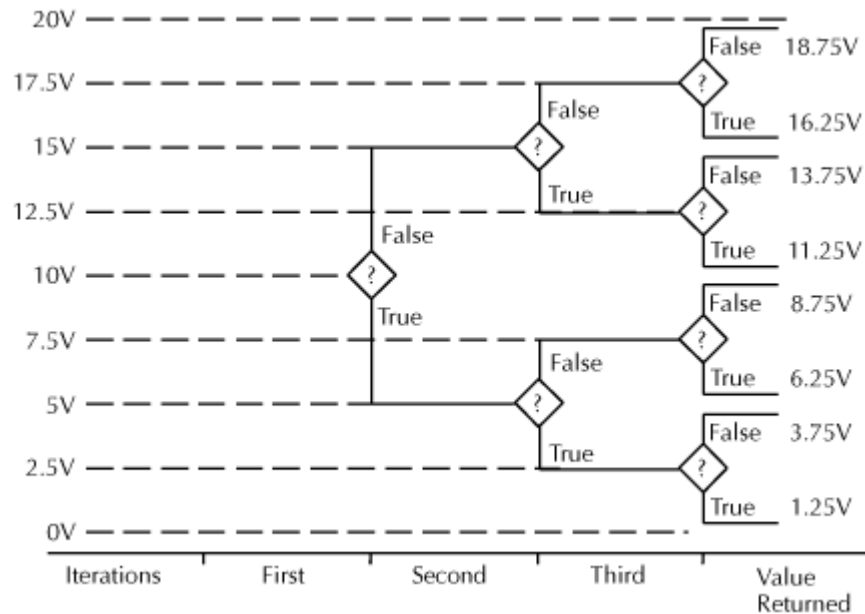 20V
False 18.75V
17.5V
?
False
True 16.25V
15V
?
False 13.75V
True
12.5V
?
False
True 11.25V
10V
?
False 8.75V
True
7.5V
?
False
True 6.25V
5V
?
False 3.75V
True
2.5V
?
True 1.25V
0V
Iterations First Second Third Value
Returned